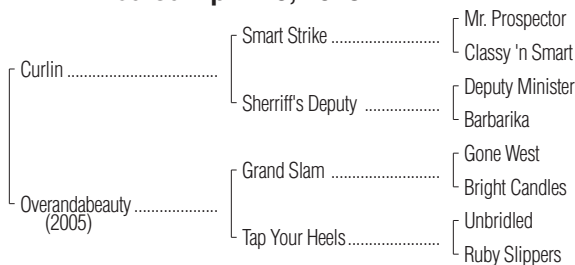 Mr. Prospector
Smart Strike ..............................
Classy 'n Smart
Curlin ..........................................
Deputy Minister
Sherriff's Deputy .....................
Barbarika
Gone West
Grand Slam ..............................
Bright Candles
Overandabeauty .......................
(2005)
Unbridled
Tap Your Heels.........................
Ruby Slippers